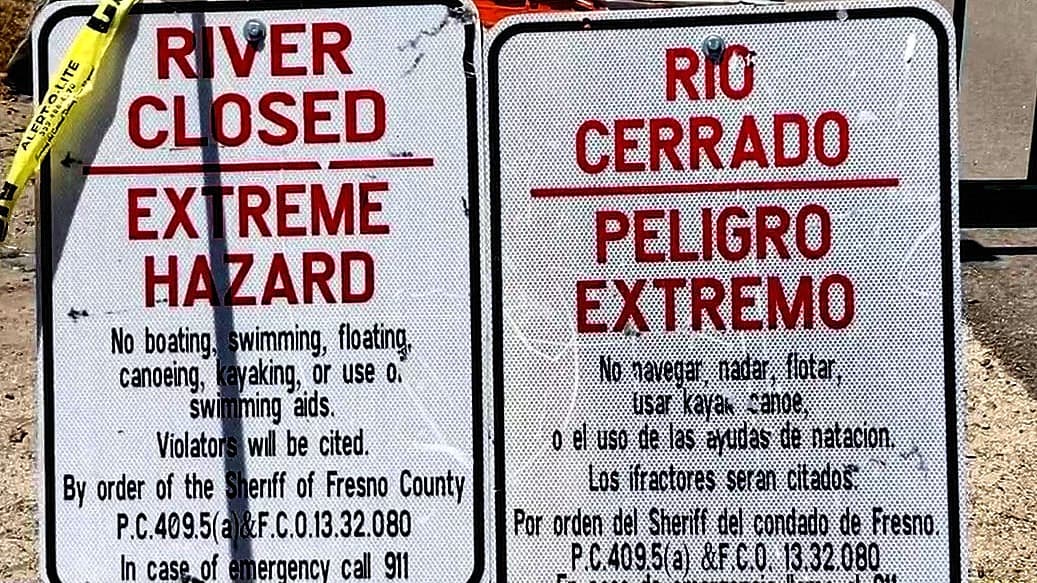 ALERT-O-LITE
RIVER
CLOSED
EXTREME
HAZARD
No boating, swimming, floating,
canoeing, kayaking, or use of
swimming aids.
Violators will be cited.
By order of the Sheriff of Fresno County
P.C.409.5(a)&F.C.O.13.32.080
In case of emergency call 911
RIO
CERRADO
PELIGRO
EXTREMO
No navegar, nadar, flotar,
usar kayak canoe,
o el uso de las ayudas de natacion.
Los ifractores seran citados.
Por orden del Sheriff del condado de Fresno.
P.C.409.5(a) &F.C.O. 13.32.080